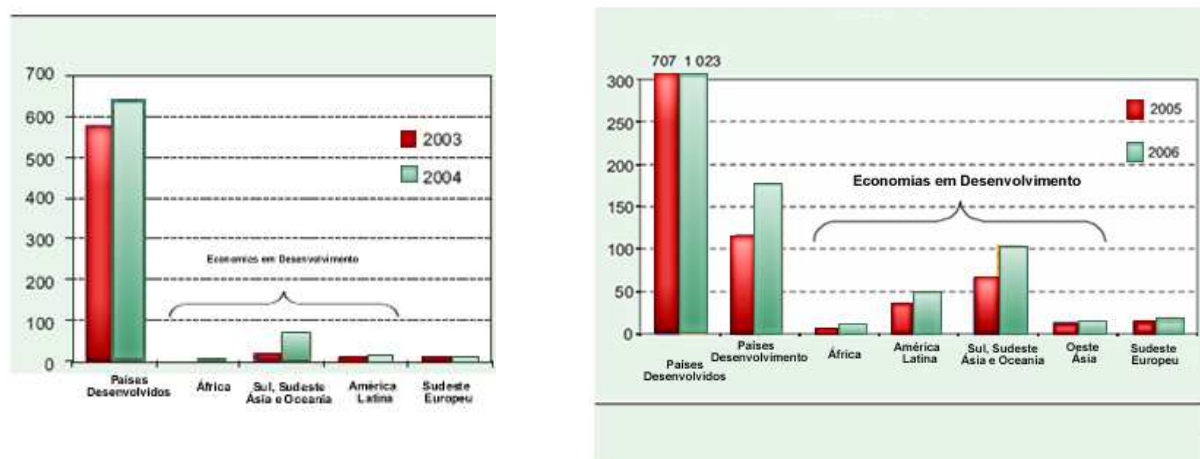 700
600
500
400
300
200
100
0
2003
2004
Economias em Desenvolvimento
Países
Desenvolvidos
África
Sul, Sudeste
Ásia e Oceania
América
Latina
Sudeste
Europeu
707 1 023
300
250
200
150
100
50
0
2005
2006
Economias em Desenvolvimento
Países
Desenvolvidos
Países
Desenvolvimento
África
América
Latina
Sul, Sudeste
Ásia e Oceania
Oeste
Ásia
Sudeste
Europeu